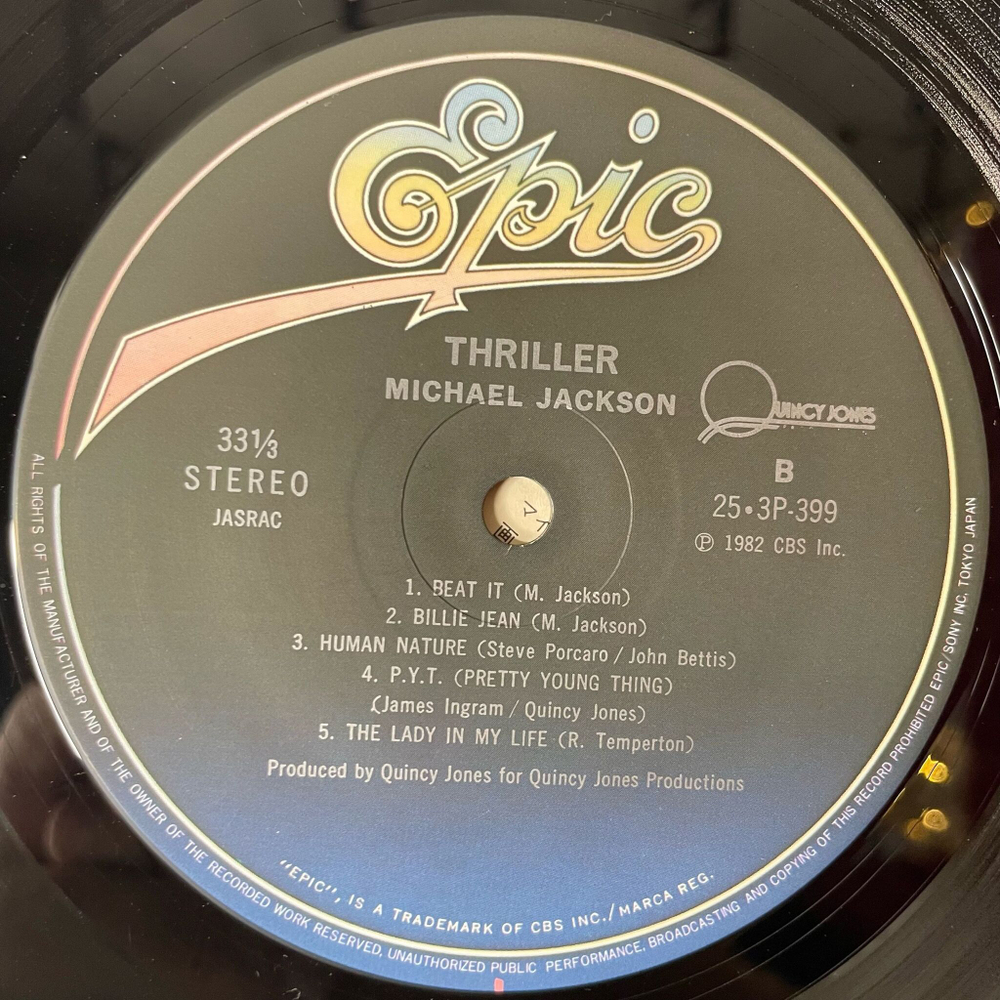 Epic
THRILLER
MICHAEL JACKSON
QUINCY JONES
33⅓
STEREO
JASRAC
B
25•3P-399
Ⓟ 1982 CBS Inc.
マイ
画
1. BEAT IT (M. Jackson)
2. BILLIE JEAN (M. Jackson)
3. HUMAN NATURE (Steve Porcaro / John Bettis)
4. P.Y.T. (PRETTY YOUNG THING)
(James Ingram / Quincy Jones)
5. THE LADY IN MY LIFE (R. Temperton)
Produced by Quincy Jones for Quincy Jones Productions
"EPIC", IS A TRADEMARK OF CBS INC./MARCA REG.
ALL RIGHTS OF THE MANUFACTURER AND OF THE OWNER OF THE RECORDED WORK RESERVED, UNAUTHORIZED PUBLIC PERFORMANCE, BROADCASTING AND COPYING OF THIS RECORD PROHIBITED EPIC/SONY INC, TOKYO JAPAN